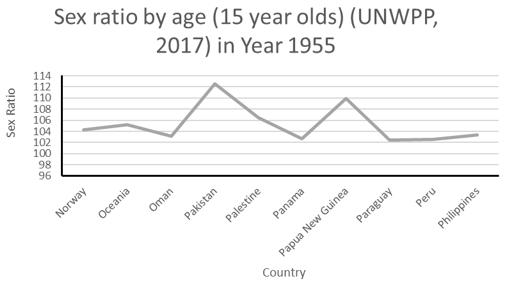 Sex ratio by age (15 year olds) (UNWPP,
2017) in Year 1955
Sex Ratio
114
112
110
108
106
104
102
100
98
96
Norway
Oceania
Oman
Pakistan
Palestine
Panama
Papua New Guinea
Paraguay
Peru
Philippines
Country